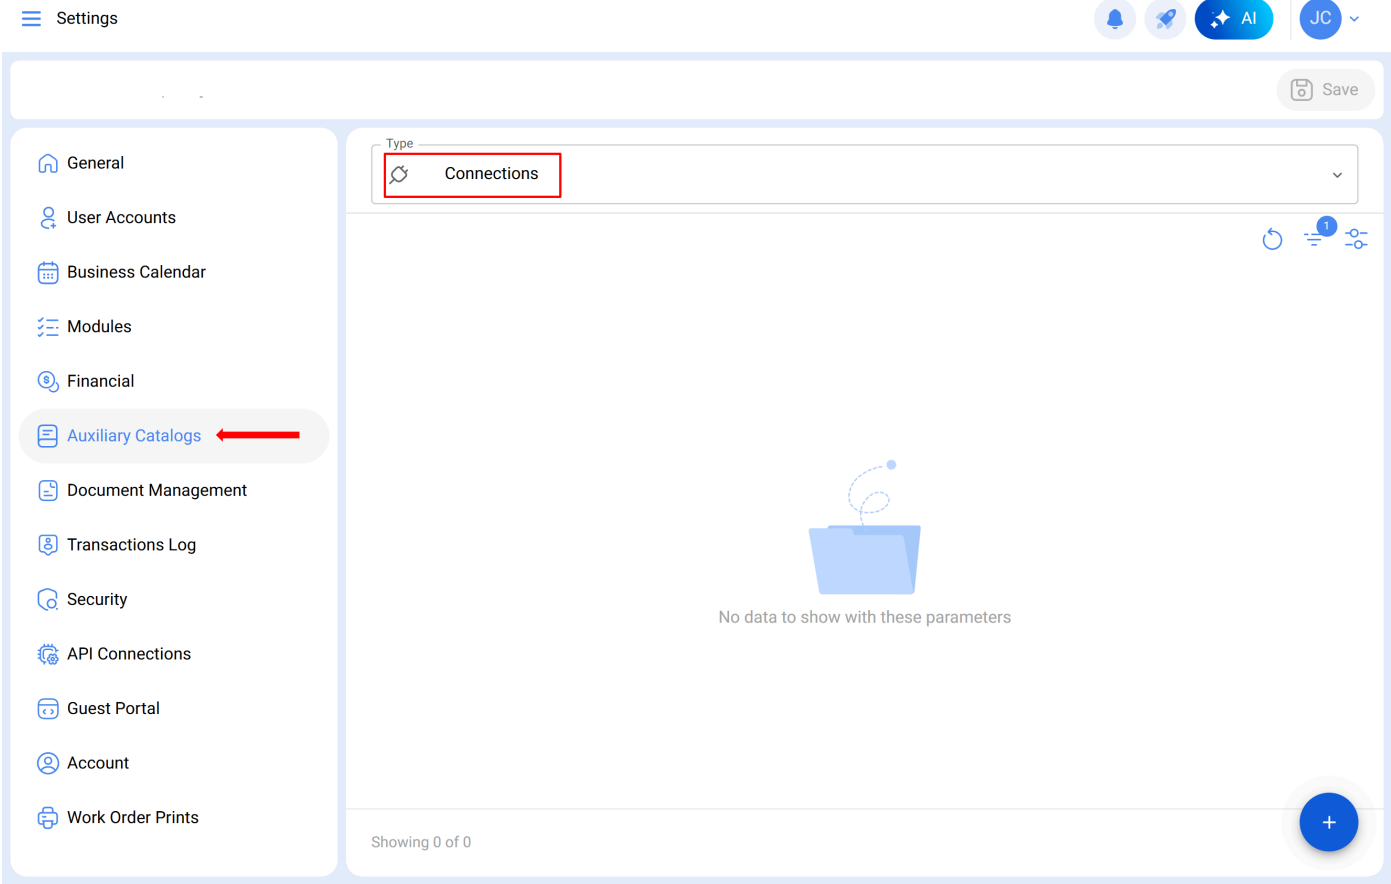 Settings
AI
JC
Save
General
User Accounts
Business Calendar
Modules
Financial
Auxiliary Catalogs
Document Management
Transactions Log
Security
API Connections
Guest Portal
Account
Work Order Prints
Type
Connections
1
No data to show with these parameters
Showing 0 of 0